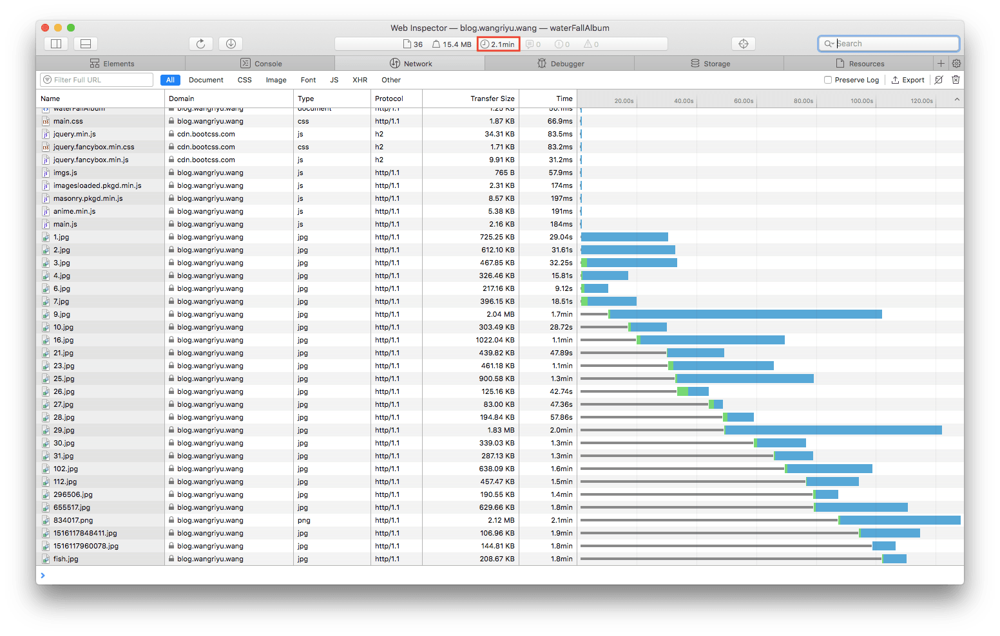 Web Inspector — blog.wangriyu.wang — waterFallAlbum
36 15.4 MB 2.1min 0 0 0 Search
Elements Console Network Debugger Storage Resources
Filter Full URL All Document CSS Image Font JS XHR Other Preserve Log Export
Name Domain Type Protocol Transfer Size Time 20.00s 40.00s 60.00s 80.00s 100.00s 120.00s
waterFallAlbum blog.wangriyu.wang document http/1.1 1.25 KB 50.1ms
main.css blog.wangriyu.wang css http/1.1 1.87 KB 66.9ms
jquery.min.js cdn.bootcss.com js h2 34.31 KB 83.5ms
jquery.fancybox.min.css cdn.bootcss.com css h2 1.71 KB 83.2ms
jquery.fancybox.min.js cdn.bootcss.com js h2 9.91 KB 31.2ms
imgs.js blog.wangriyu.wang js http/1.1 765 B 57.9ms
imagesloaded.pkgd.min.js blog.wangriyu.wang js http/1.1 2.31 KB 174ms
masonry.pkgd.min.js blog.wangriyu.wang js http/1.1 8.57 KB 197ms
anime.min.js blog.wangriyu.wang js http/1.1 5.38 KB 191ms
main.js blog.wangriyu.wang js http/1.1 2.16 KB 184ms
1.jpg blog.wangriyu.wang jpg http/1.1 725.25 KB 29.04s
2.jpg blog.wangriyu.wang jpg http/1.1 612.10 KB 31.61s
3.jpg blog.wangriyu.wang jpg http/1.1 467.85 KB 32.25s
4.jpg blog.wangriyu.wang jpg http/1.1 326.46 KB 15.81s
6.jpg blog.wangriyu.wang jpg http/1.1 217.16 KB 9.12s
7.jpg blog.wangriyu.wang jpg http/1.1 396.15 KB 18.51s
9.jpg blog.wangriyu.wang jpg http/1.1 2.04 MB 1.7min
10.jpg blog.wangriyu.wang jpg http/1.1 303.49 KB 28.72s
16.jpg blog.wangriyu.wang jpg http/1.1 1022.04 KB 1.1min
21.jpg blog.wangriyu.wang jpg http/1.1 439.82 KB 47.89s
23.jpg blog.wangriyu.wang jpg http/1.1 461.18 KB 1.1min
25.jpg blog.wangriyu.wang jpg http/1.1 900.58 KB 1.3min
26.jpg blog.wangriyu.wang jpg http/1.1 125.16 KB 42.74s
27.jpg blog.wangriyu.wang jpg http/1.1 83.00 KB 47.36s
28.jpg blog.wangriyu.wang jpg http/1.1 194.84 KB 57.86s
29.jpg blog.wangriyu.wang jpg http/1.1 1.83 MB 2.0min
30.jpg blog.wangriyu.wang jpg http/1.1 339.03 KB 1.3min
31.jpg blog.wangriyu.wang jpg http/1.1 287.13 KB 1.3min
102.jpg blog.wangriyu.wang jpg http/1.1 638.09 KB 1.6min
112.jpg blog.wangriyu.wang jpg http/1.1 457.47 KB 1.5min
296506.jpg blog.wangriyu.wang jpg http/1.1 190.55 KB 1.4min
655517.jpg blog.wangriyu.wang jpg http/1.1 629.66 KB 1.8min
834017.png blog.wangriyu.wang png http/1.1 2.12 MB 2.1min
1516117848411.jpg blog.wangriyu.wang jpg http/1.1 106.96 KB 1.9min
1516117960078.jpg blog.wangriyu.wang jpg http/1.1 144.81 KB 1.8min
fish.jpg blog.wangriyu.wang jpg http/1.1 208.67 KB 1.8min